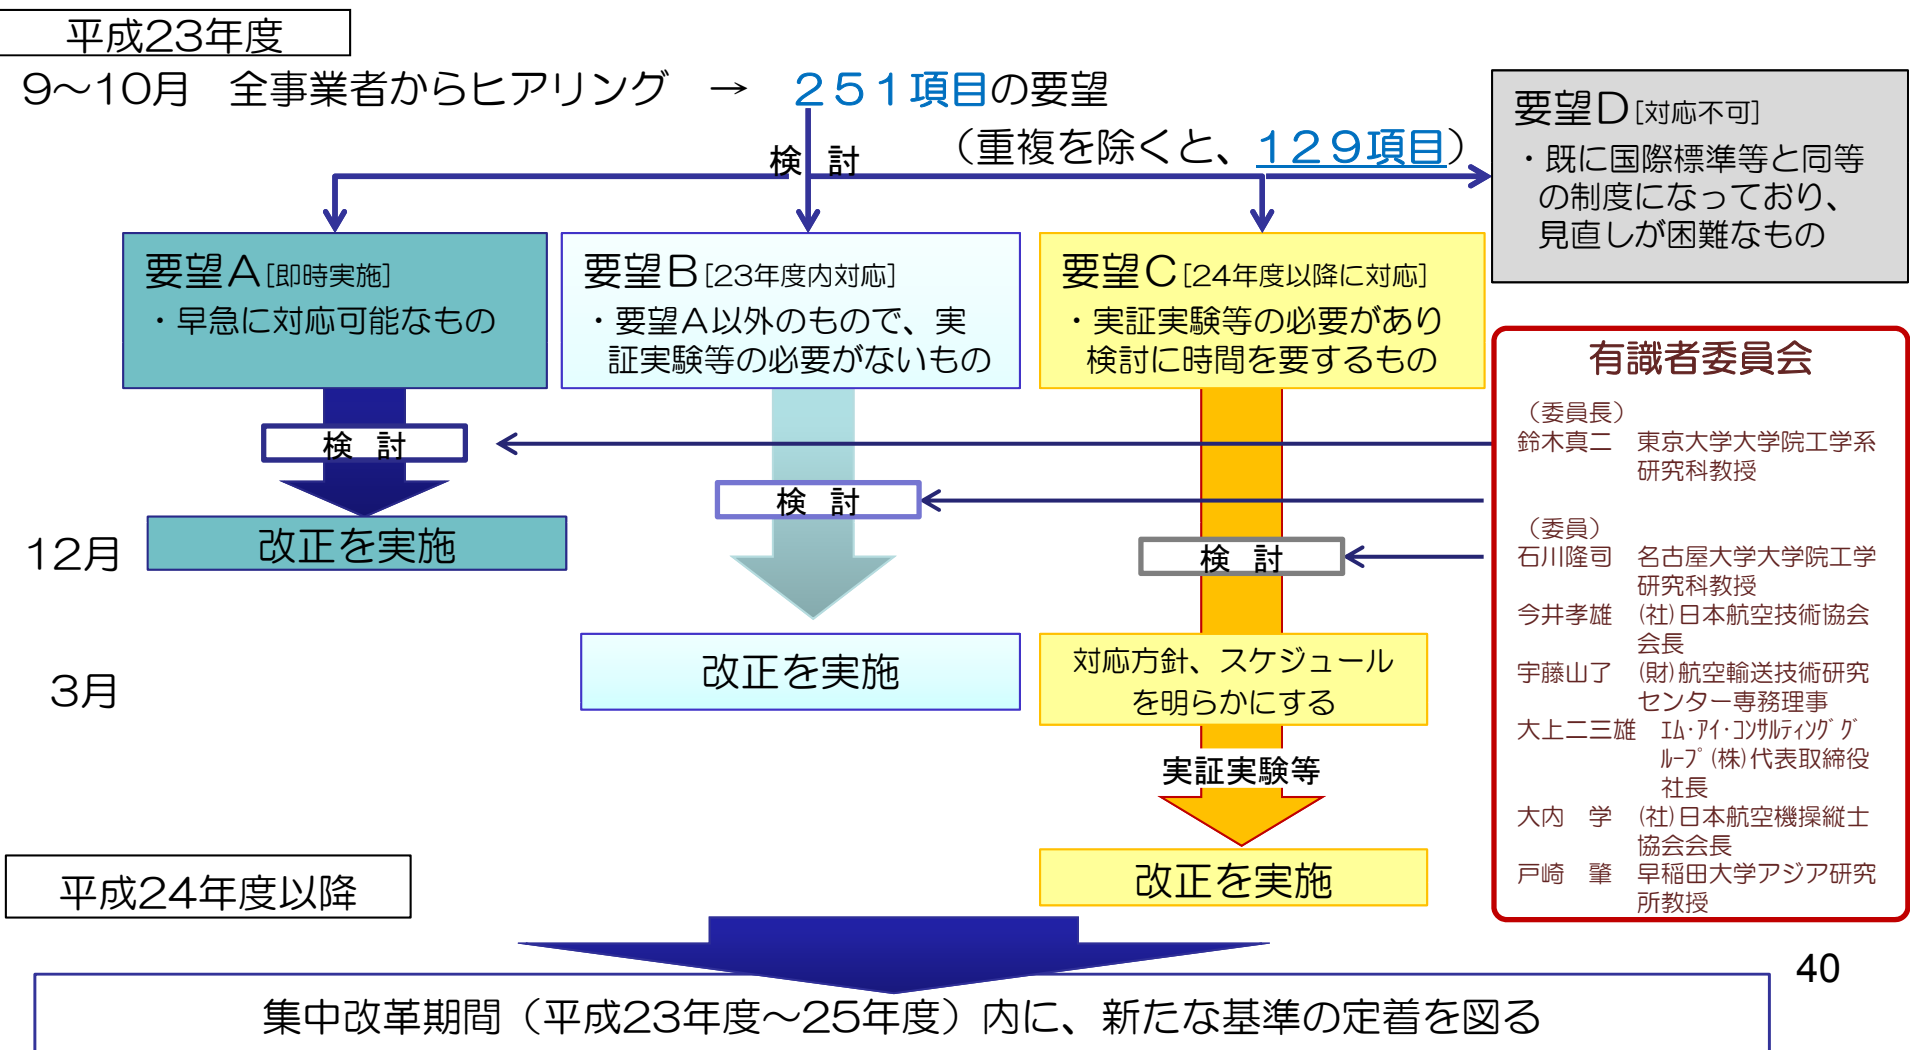 平成23年度
9～10月　全事業者からヒアリング　→　２５１項目の要望
（重複を除くと、１２９項目）
検　討
要望D［対応不可］
・既に国際標準等と同等
の制度になっており、
見直しが困難なもの
要望A［即時実施］
・早急に対応可能なもの
要望B［23年度内対応］
・要望A以外のもので、実
証実験等の必要がないもの
要望C［24年度以降に対応］
・実証実験等の必要があり
検討に時間を要するもの
検　討
検　討
検　討
12月
改正を実施
3月
改正を実施
対応方針、スケジュール
を明らかにする
実証実験等
改正を実施
有識者委員会
（委員長）
鈴木真二　東京大学大学院工学系
研究科教授
（委員）
石川隆司　名古屋大学大学院工学
研究科教授
今井孝雄　(社)日本航空技術協会
会長
宇藤山了　(財)航空輸送技術研究
センター専務理事
大上二三雄　ｴﾑ・ｱｲ・ｺﾝｻﾙﾃｨﾝｸﾞｸﾞ
ﾙｰﾌﾟ(株)代表取締役
社長
大内　学　(社)日本航空機操縦士
協会会長
戸崎　肇　早稲田大学アジア研究
所教授
平成24年度以降
40
集中改革期間（平成23年度～25年度）内に、新たな基準の定着を図る